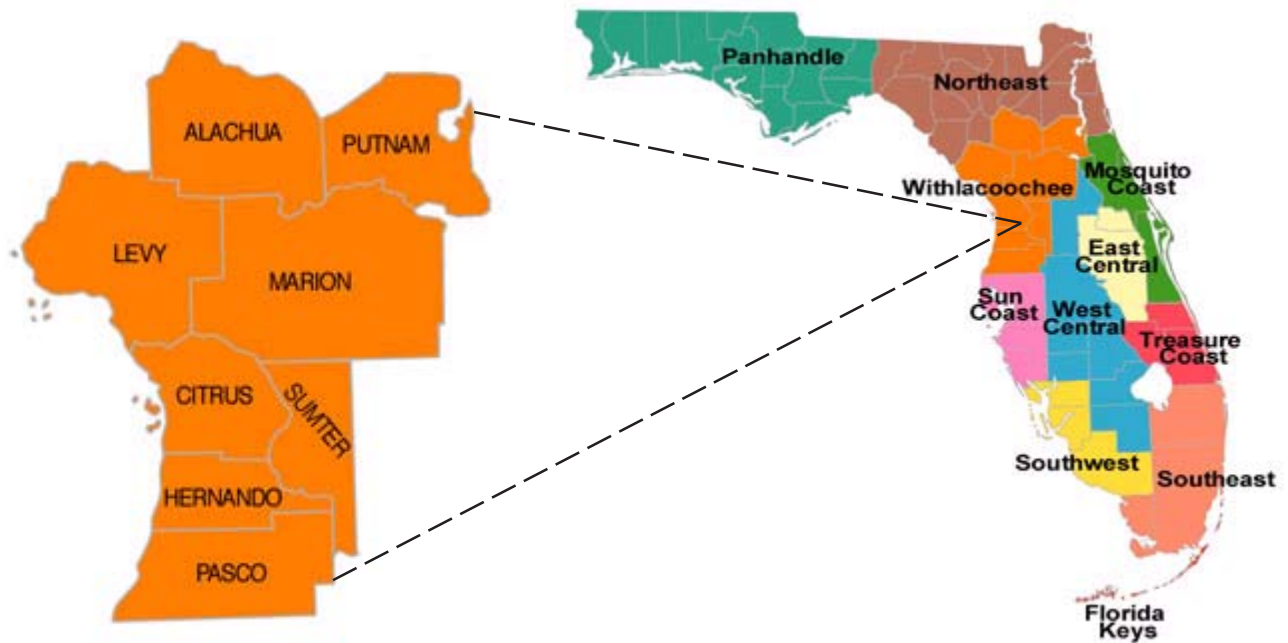 ALACHUA
PUTNAM
LEVY
MARION
CITRUS
SUMTER
HERNANDO
PASCO
Panhandle
Northeast
Withlacoochee
Mosquito
Coast
East
Central
Sun
Coast
West
Central
Treasure
Coast
Southwest
Southeast
Florida
Keys